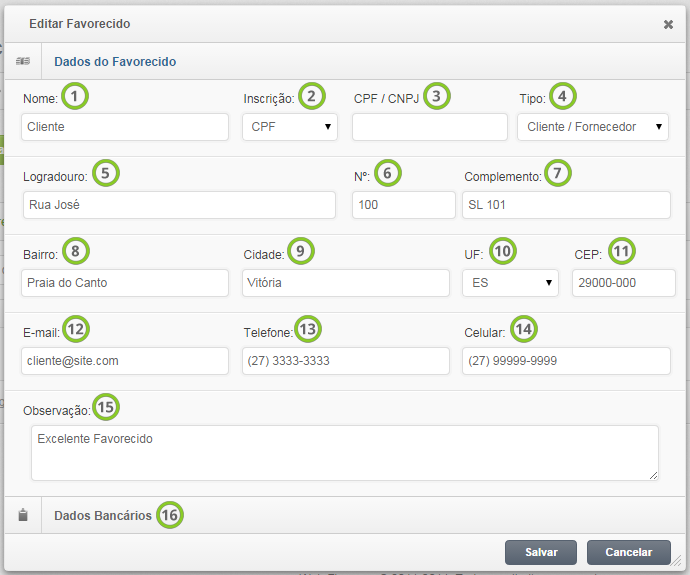 Editar Favorecido
Dados do Favorecido
Nome: 1 Inscrição: 2 CPF / CNPJ 3 Tipo: 4
Cliente CPF Cliente / Fornecedor
Logradouro: 5 Nº: 6 Complemento: 7
Rua José 100 SL 101
Bairro: 8 Cidade: 9 UF: 10 CEP: 11
Praia do Canto Vitória ES 29000-000
E-mail: 12 Telefone: 13 Celular: 14
cliente@site.com (27) 3333-3333 (27) 99999-9999
Observação: 15
Excelente Favorecido
Dados Bancários 16
Salvar Cancelar